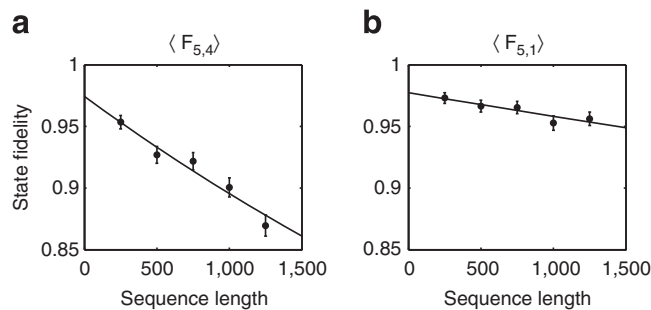 a
⟨ F5,4⟩
State fidelity
1
0.95
0.9
0.85
0
500
1,000
1,500
Sequence length
b
⟨ F5,1⟩
1
0.95
0.9
0.85
0
500
1,000
1,500
Sequence length